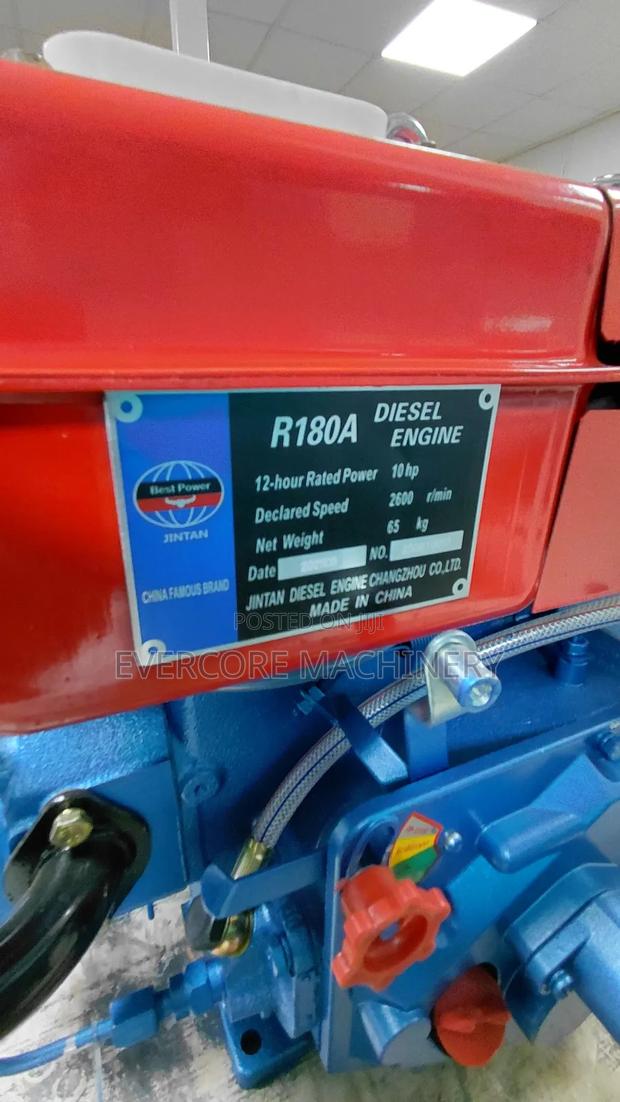 R180A DIESEL ENGINE
12-hour Rated Power 10 hp
Declared Speed 2600 r/min
Net Weight 65 kg
Date NO.
JINTAN DIESEL ENGINE CHANGZHOU CO.,LTD.
MADE IN CHINA
Best Power
JINTAN
CHINA FAMOUS BRAND
POSTED ON JIJI
EVERCORE MACHINERY